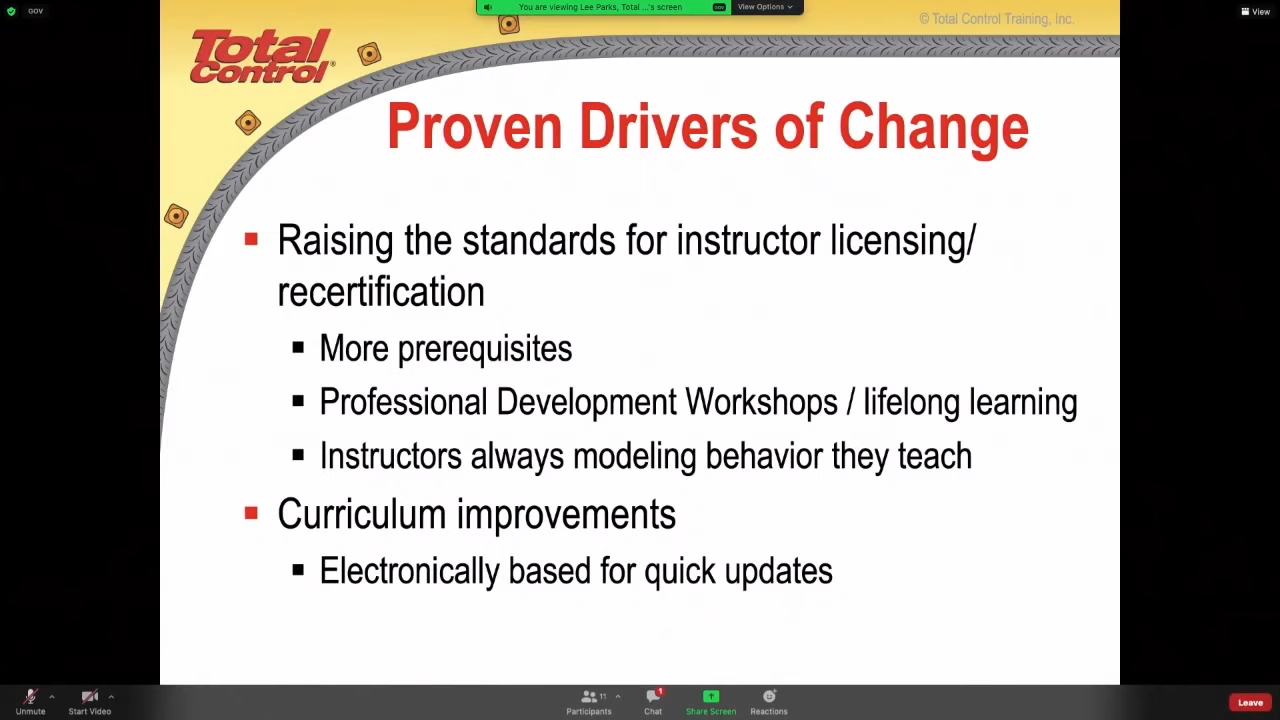 GOV
You are viewing Lee Parks, Total ...'s screen
GOV
View Options
View
© Total Control Training, Inc.
Total
Control®
Proven Drivers of Change
Raising the standards for instructor licensing/
recertification
More prerequisites
Professional Development Workshops / lifelong learning
Instructors always modeling behavior they teach
Curriculum improvements
Electronically based for quick updates
11
1
Unmute
Start Video
Participants
Chat
Share Screen
Reactions
Leave